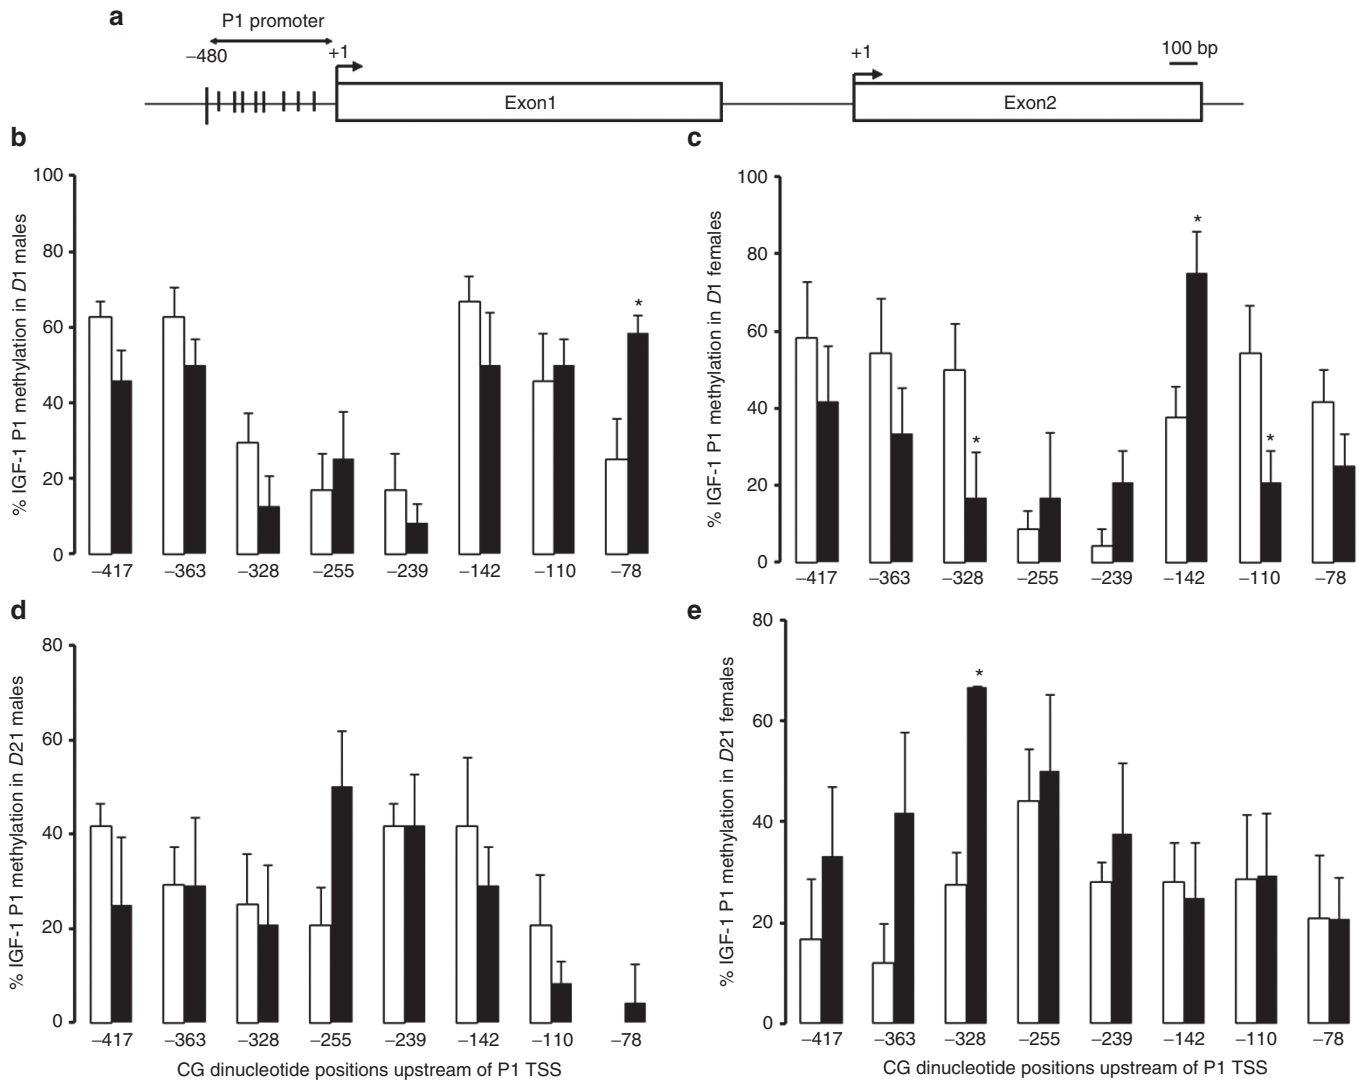 a
P1 promoter
−480
+1
+1
100 bp
Exon1
Exon2
b
% IGF-1 P1 methylation in D1 males
100
80
60
40
20
0
*
−417 −363 −328 −255 −239 −142 −110 −78
c
% IGF-1 P1 methylation in D1 females
100
80
60
40
20
0
* * *
−417 −363 −328 −255 −239 −142 −110 −78
d
% IGF-1 P1 methylation in D21 males
80
60
40
20
0
−417 −363 −328 −255 −239 −142 −110 −78
CG dinucleotide positions upstream of P1 TSS
e
% IGF-1 P1 methylation in D21 females
80
60
40
20
0
*
−417 −363 −328 −255 −239 −142 −110 −78
CG dinucleotide positions upstream of P1 TSS